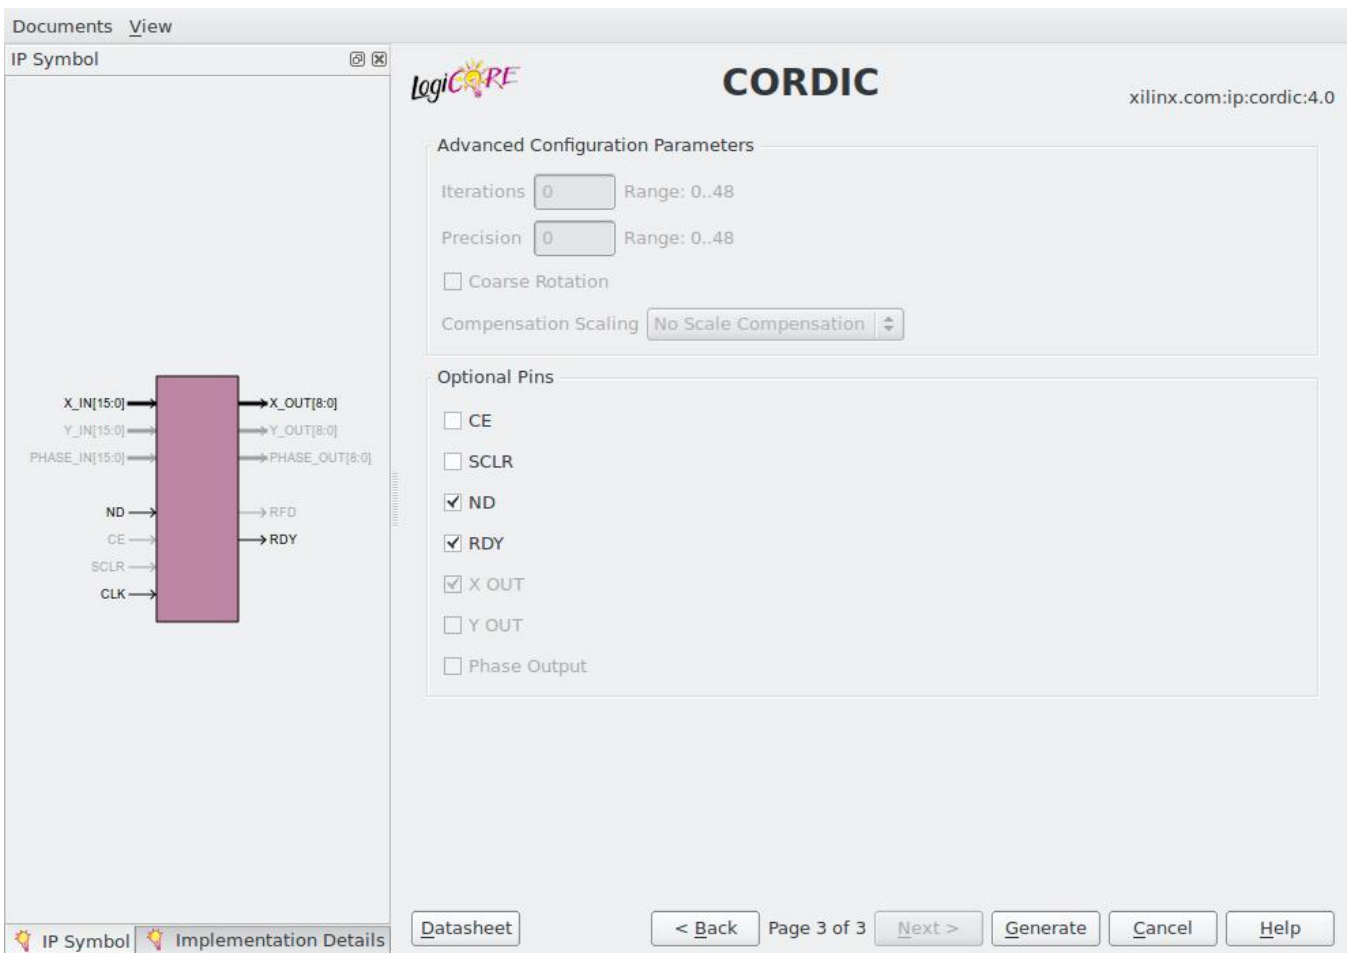 Documents View
IP Symbol
LogiCORE
CORDIC
xilinx.com:ip:cordic:4.0
Advanced Configuration Parameters
Iterations 0 Range: 0..48
Precision 0 Range: 0..48
Coarse Rotation
Compensation Scaling No Scale Compensation
Optional Pins
CE
SCLR
ND
RDY
X OUT
Y OUT
Phase Output
X_IN[15:0] X_OUT[8:0]
Y_IN[15:0] Y_OUT[8:0]
PHASE_IN[15:0] PHASE_OUT[8:0]
ND RFD
CE RDY
SCLR
CLK
IP Symbol Implementation Details
Datasheet < Back Page 3 of 3 Next > Generate Cancel Help